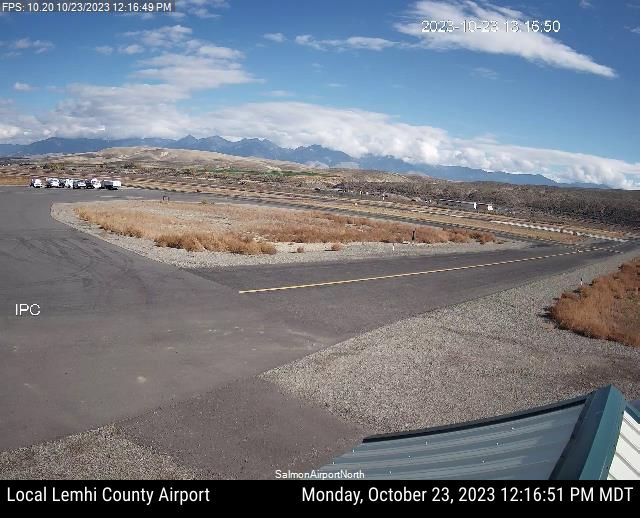 FPS: 10.20 10/23/2023 12:16:49 PM
2023-10-23 13:15:50
IPC
SalmonAirportNorth
Local Lemhi County Airport
Monday, October 23, 2023 12:16:51 PM MDT